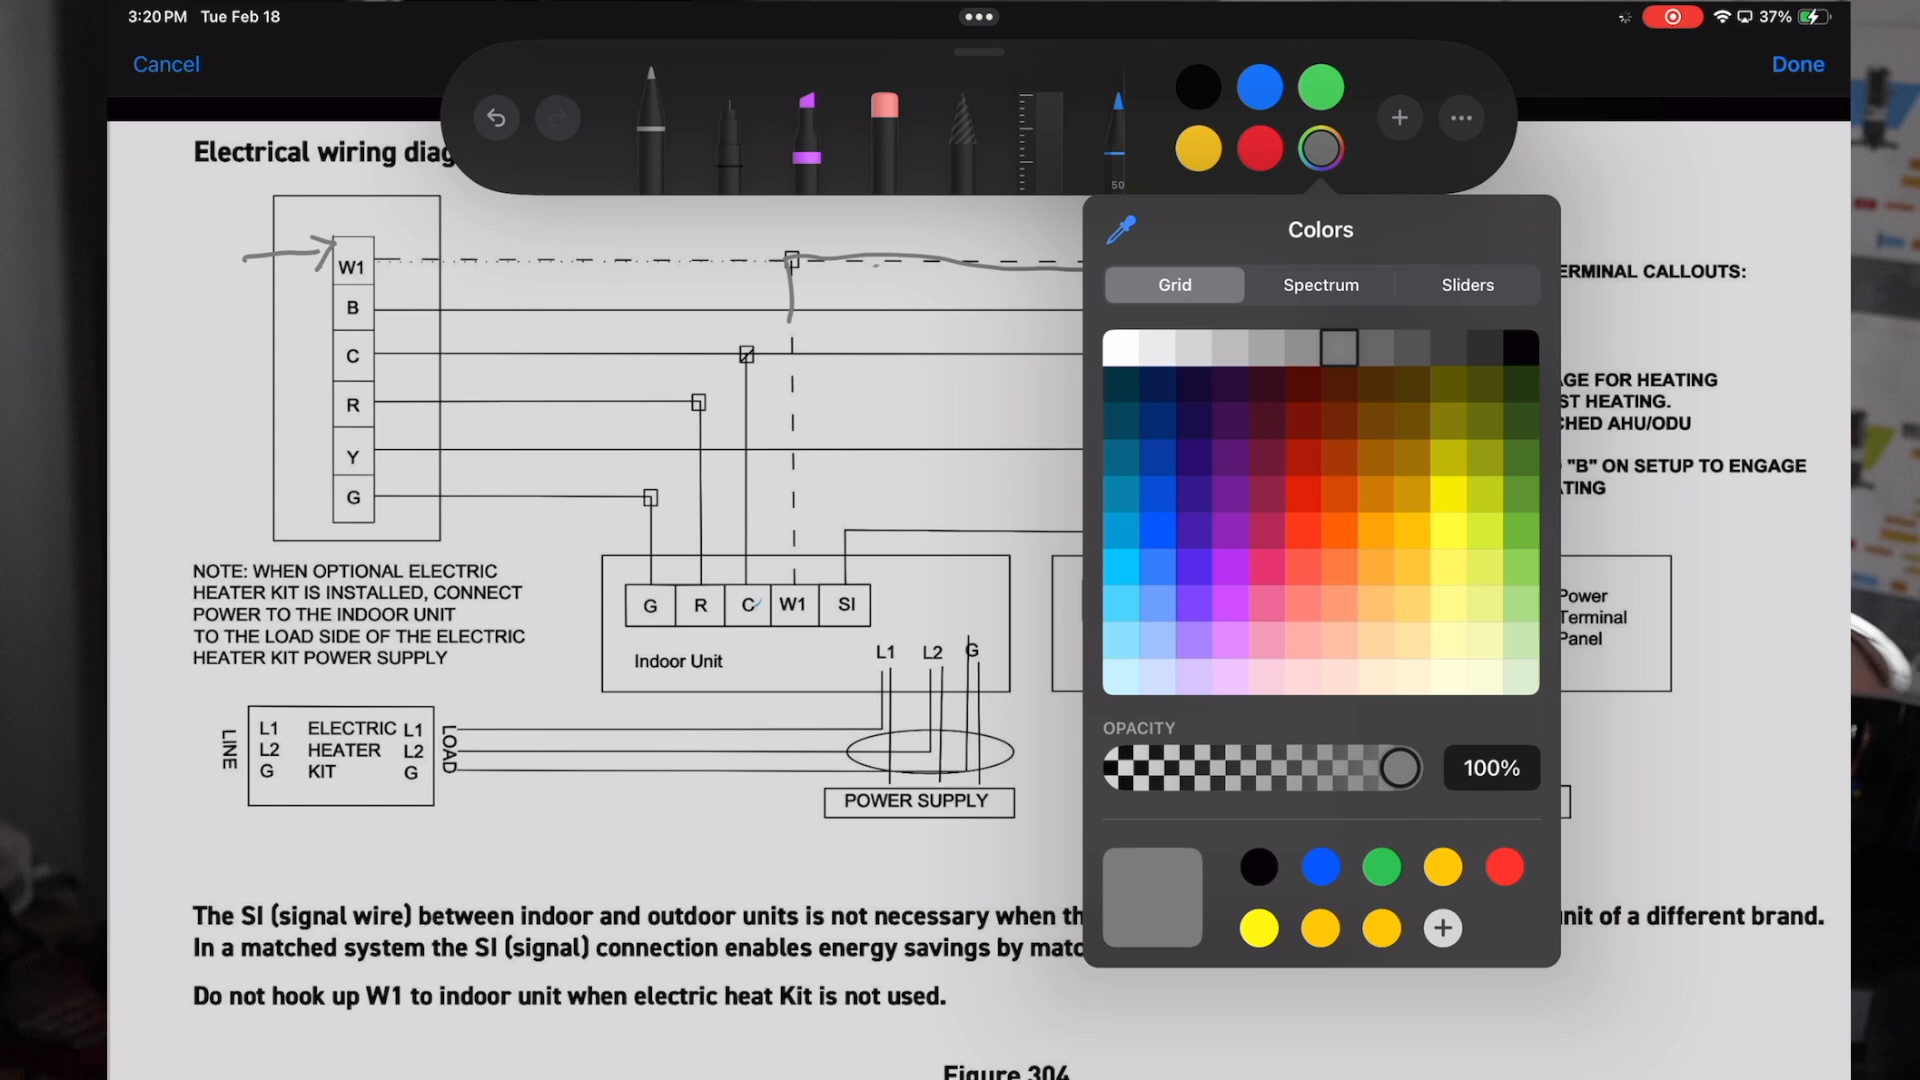 3:20 PM Tue Feb 18
37%
Cancel
Done
50
Electrical wiring diag
Colors
Grid
Spectrum
Sliders
ERMINAL CALLOUTS:
W1
B
C
R
Y
G
GE FOR HEATING
ST HEATING.
HED AHU/ODU
"B" ON SETUP TO ENGAGE
TING
NOTE: WHEN OPTIONAL ELECTRIC
HEATER KIT IS INSTALLED, CONNECT
POWER TO THE INDOOR UNIT
TO THE LOAD SIDE OF THE ELECTRIC
HEATER KIT POWER SUPPLY
G R C W1 SI
Indoor Unit
L1 L2 G
Power
Terminal
Panel
LINE
L1 ELECTRIC L1
L2 HEATER L2
G KIT G
LOAD
POWER SUPPLY
OPACITY
100%
The SI (signal wire) between indoor and outdoor units is not necessary when th nit of a different brand.
In a matched system the SI (signal) connection enables energy savings by matc
Do not hook up W1 to indoor unit when electric heat Kit is not used.
Figure 304